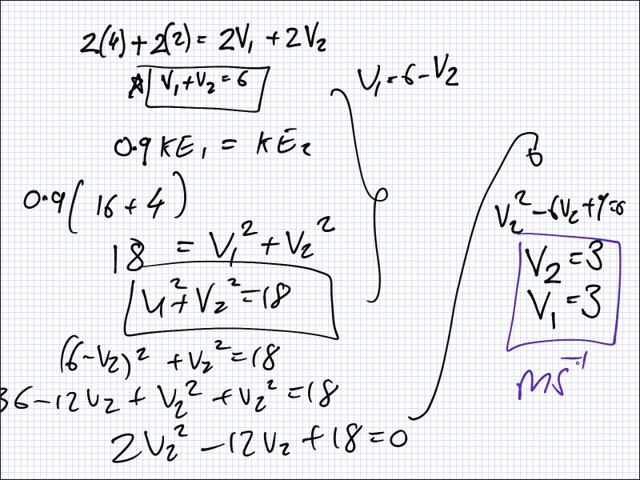 2(4)+2(2)=2V₁+2V₂
V₁+V₂=6
V₁=6-V₂
0.9KE₁=KE₂
0.9(16+4)
18=V₁²+V₂²
V₁²+V₂²=18
(6-V₂)²+V₂²=18
36-12V₂+V₂²+V₂²=18
2V₂²-12V₂+18=0
V₂²-6V₂+9=0
V₂=3
V₁=3
ms⁻¹